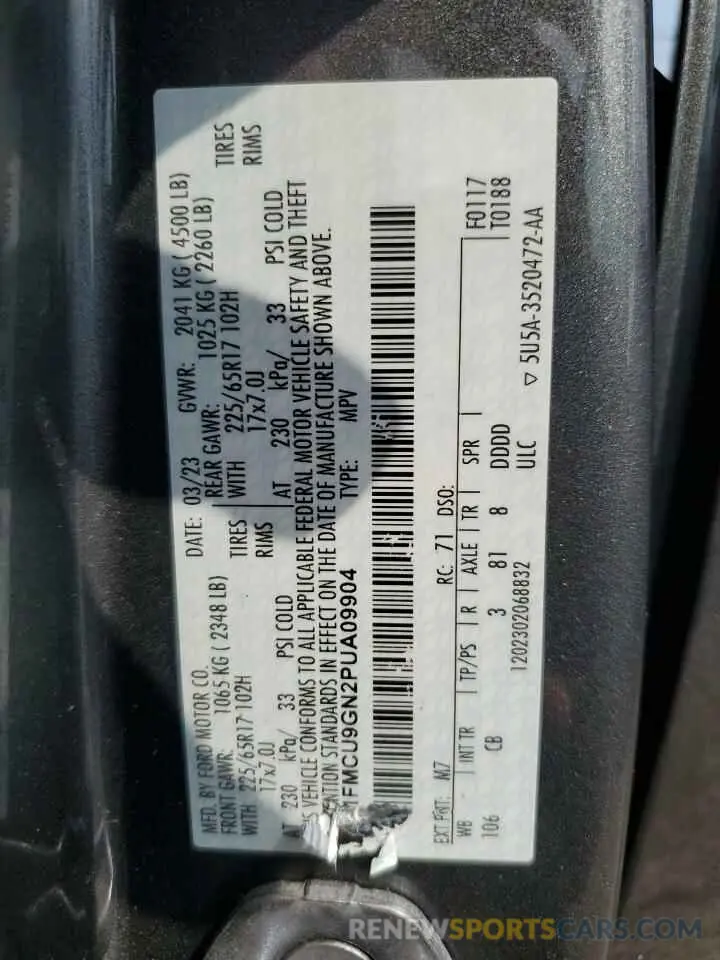 MFD. BY FORD MOTOR CO. DATE: 03/23 GVWR: 2041 KG ( 4500 LB)
FRONT GAWR: 1065 KG ( 2348 LB) REAR GAWR: 1025 KG ( 2260 LB)
WITH 225/65R17 102H TIRES WITH 225/65R17 102H TIRES
17x7.0J RIMS 17x7.0J RIMS
AT 230 kPa/ 33 PSI COLD AT 230 kPa/ 33 PSI COLD
VEHICLE CONFORMS TO ALL APPLICABLE FEDERAL MOTOR VEHICLE SAFETY AND THEFT
STANDARDS IN EFFECT ON THE DATE OF MANUFACTURE SHOWN ABOVE.
1FMCU9GN2PUA09904 TYPE: MPV
EXT PNT: M7 RC: 71 DSO: F0117
WB INT TR TP/PS R AXLE TR SPR T0188
106 CB 3 81 8 DDDD
ULC ▽ 5U5A-3520472-AA
1202302068832
RENEWSPORTSCARS.COM